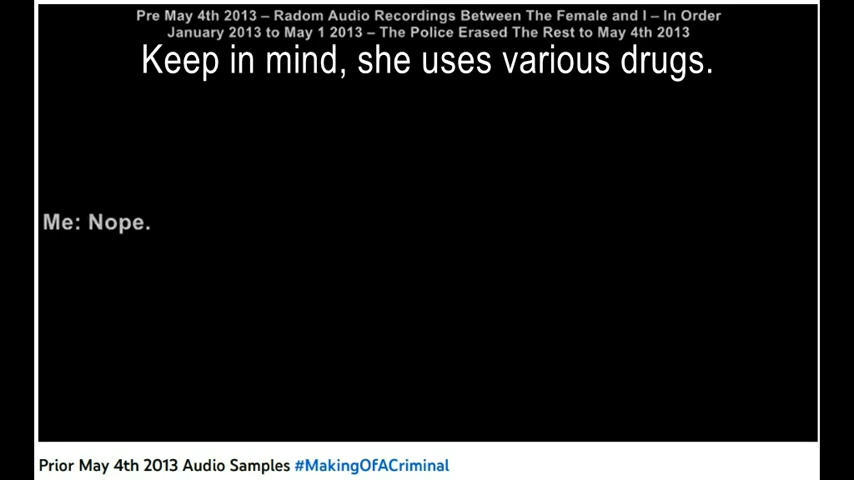 Pre May 4th 2013 – Radom Audio Recordings Between The Female and I – In Order
January 2013 to May 1 2013 – The Police Erased The Rest to May 4th 2013
Keep in mind, she uses various drugs.
Me: Nope.
Prior May 4th 2013 Audio Samples #MakingOfACriminal